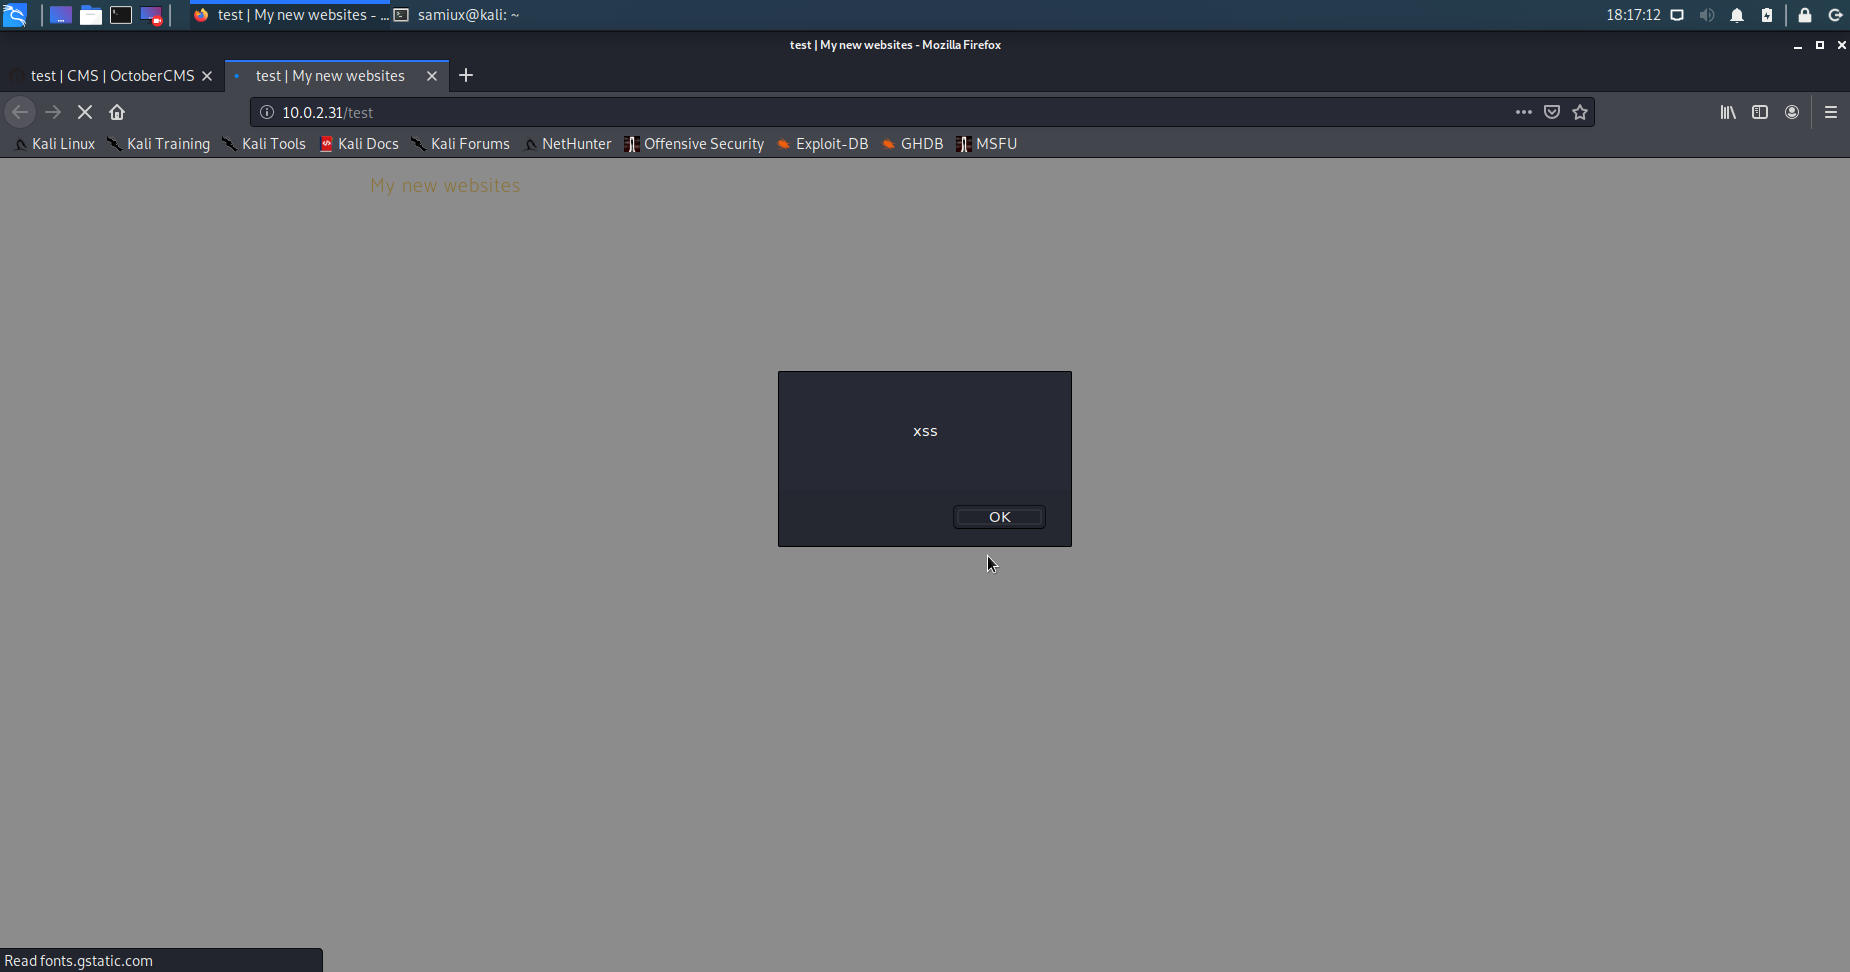 test | My new websites - ... samiux@kali: ~ 18:17:12
test | My new websites - Mozilla Firefox
test | CMS | OctoberCMS test | My new websites
10.0.2.31/test
Kali Linux Kali Training Kali Tools Kali Docs Kali Forums NetHunter Offensive Security Exploit-DB GHDB MSFU
My new websites
xss
OK
Read fonts.gstatic.com